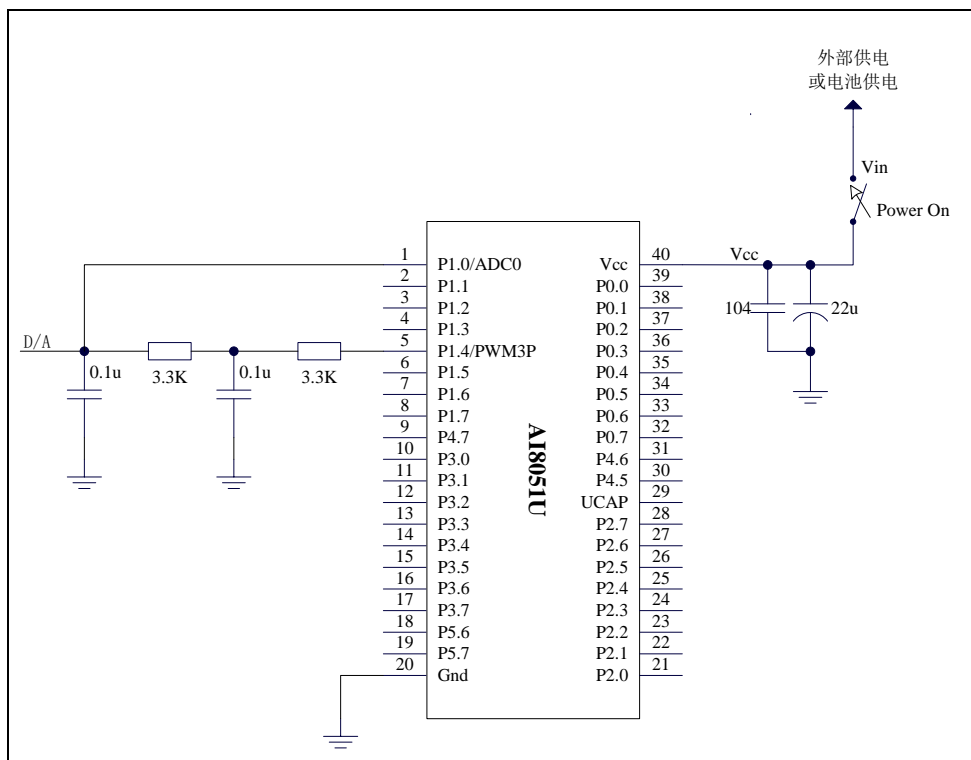 外部供电
或电池供电
Vin
Power On
Vcc
104
22u
D/A
0.1u
3.3K
0.1u
3.3K
AI8051U
1 P1.0/ADC0
2 P1.1
3 P1.2
4 P1.3
5 P1.4/PWM3P
6 P1.5
7 P1.6
8 P1.7
9 P4.7
10 P3.0
11 P3.1
12 P3.2
13 P3.3
14 P3.4
15 P3.5
16 P3.6
17 P3.7
18 P5.6
19 P5.7
20 Gnd
Vcc 40
P0.0 39
P0.1 38
P0.2 37
P0.3 36
P0.4 35
P0.5 34
P0.6 33
P0.7 32
P4.6 31
P4.5 30
UCAP 29
P2.7 28
P2.6 27
P2.5 26
P2.4 25
P2.3 24
P2.2 23
P2.1 22
P2.0 21